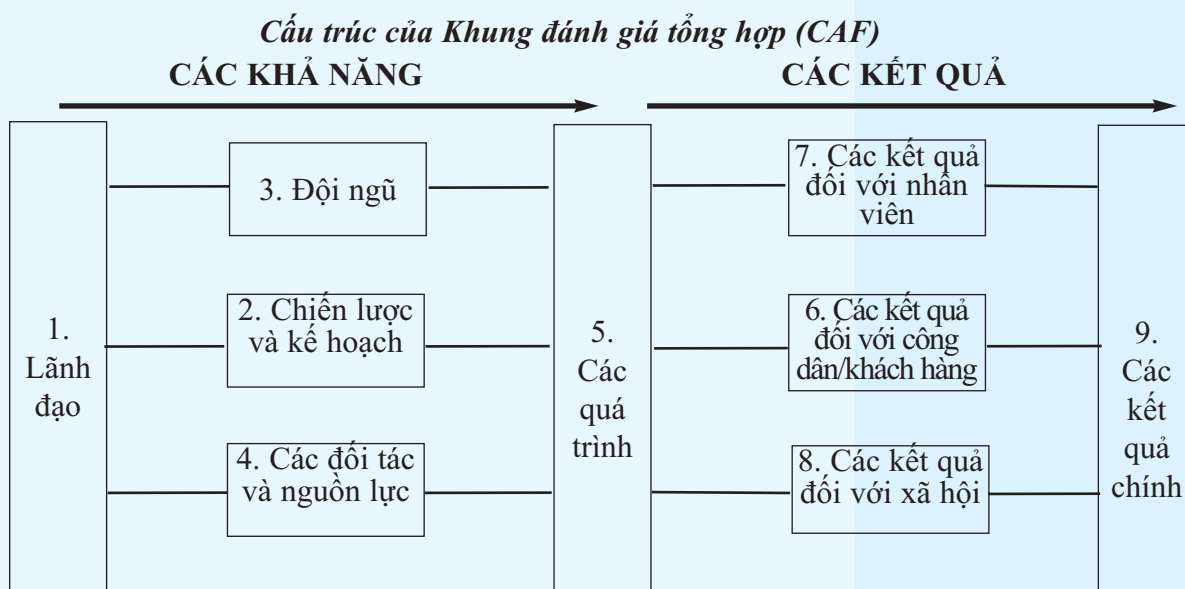 Cấu trúc của Khung đánh giá tổng hợp (CAF)
CÁC KHẢ NĂNG
CÁC KẾT QUẢ
1.
Lãnh
đạo
3. Đội ngũ
2. Chiến lược
và kế hoạch
4. Các đối tác
và nguồn lực
5.
Các
quá
trình
7. Các kết quả
đối với nhân
viên
6. Các kết quả
đối với công
dân/khách hàng
8. Các kết quả
đối với xã hội
9.
Các
kết
quả
chính